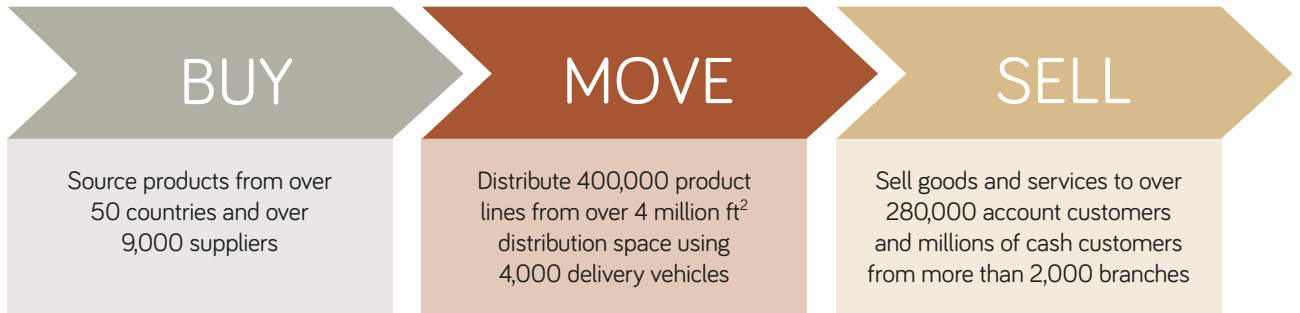 BUY
Source products from over
50 countries and over
9,000 suppliers
MOVE
Distribute 400,000 product
lines from over 4 million ft²
distribution space using
4,000 delivery vehicles
SELL
Sell goods and services to over
280,000 account customers
and millions of cash customers
from more than 2,000 branches